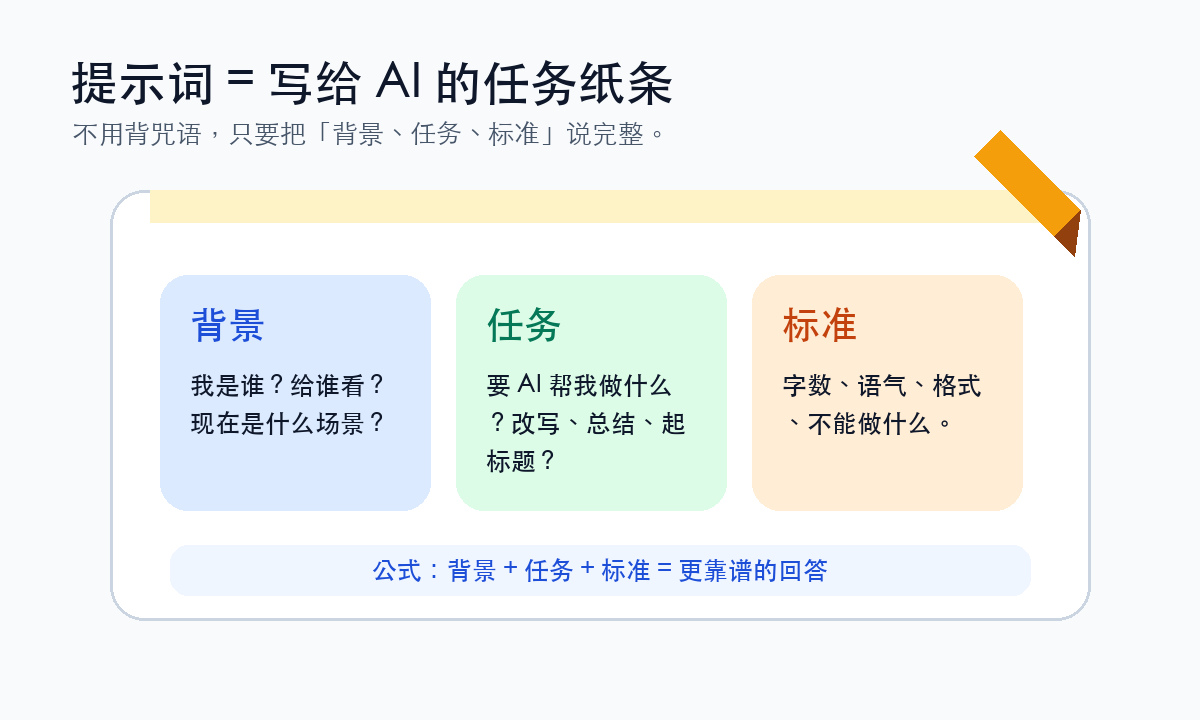 提示词 = 写给 AI 的任务纸条
不用背咒语，只要把「背景、任务、标准」说完整。
背景
我是谁？给谁看？
现在是什么场景？
任务
要 AI 帮我做什么
？改写、总结、起
标题？
标准
字数、语气、格式
、不能做什么。
公式：背景 + 任务 + 标准 = 更靠谱的回答